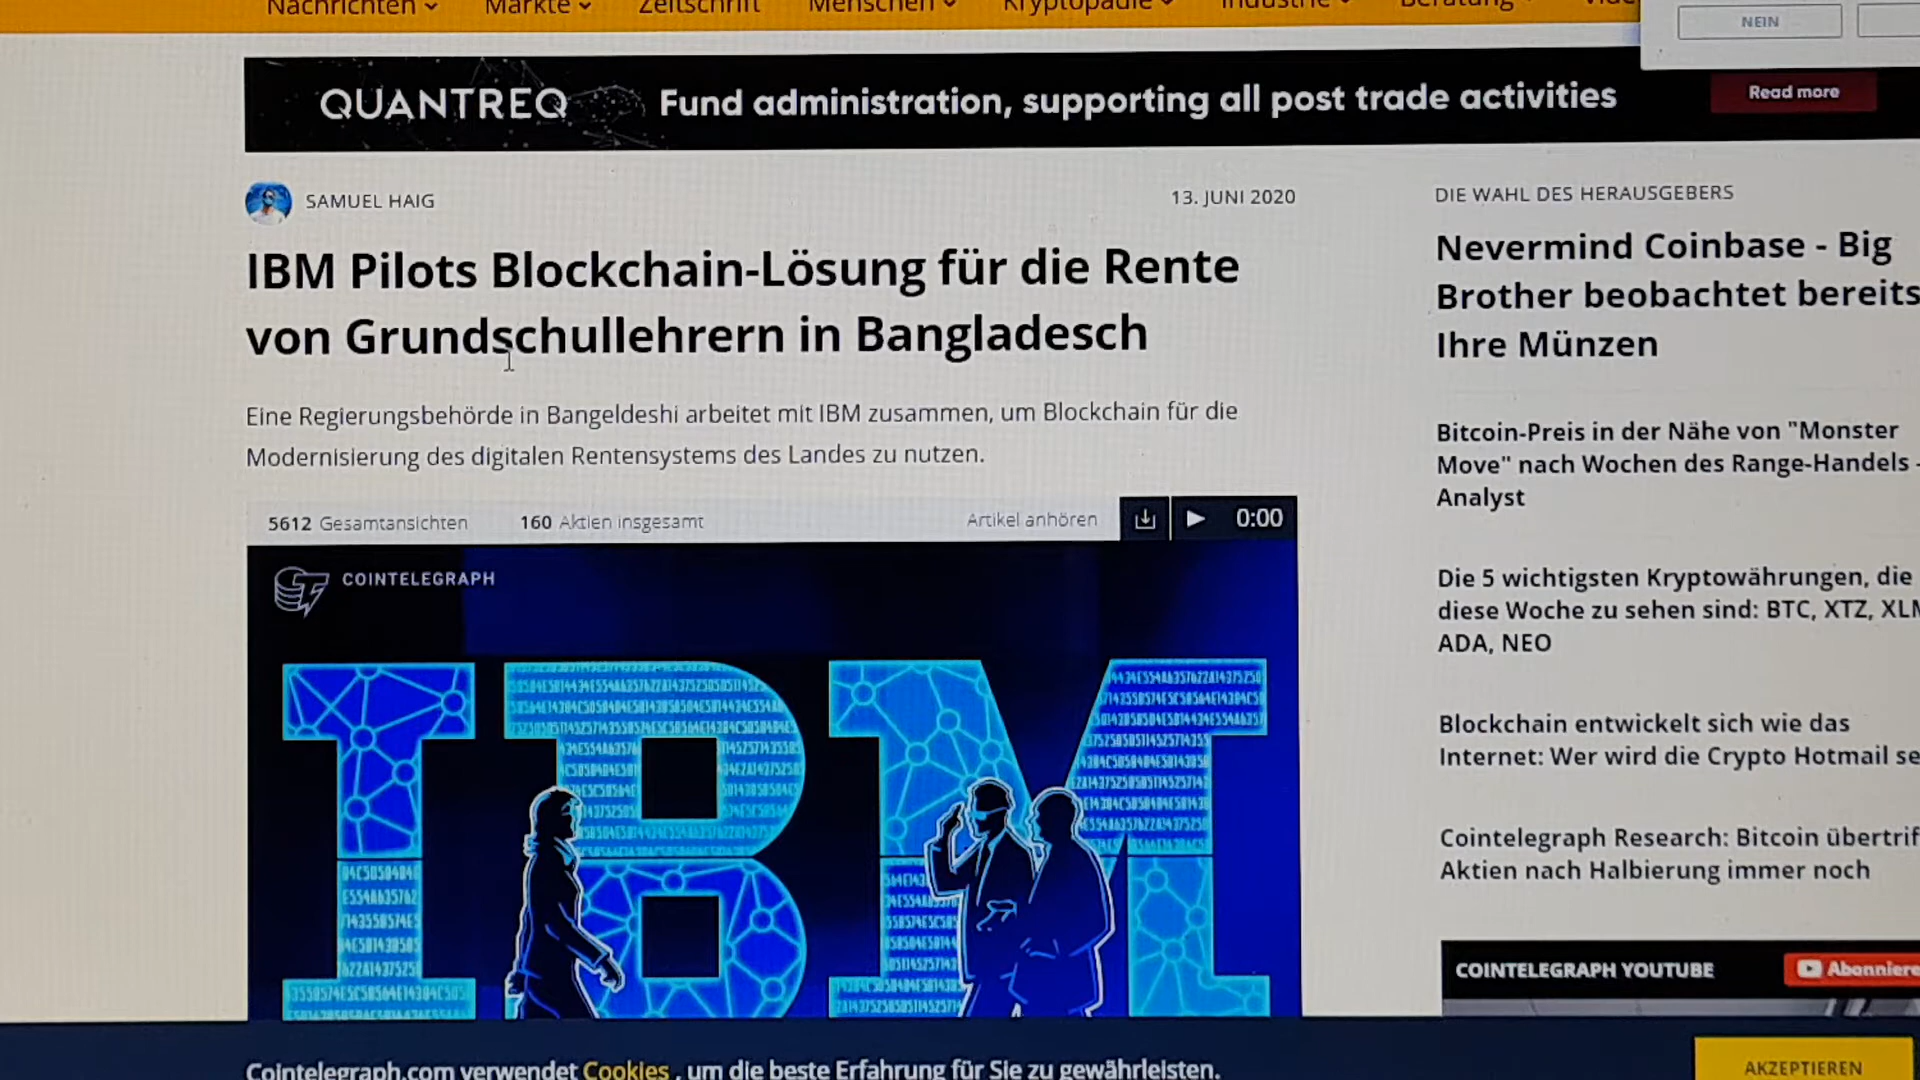 Nachrichten
Märkte
Zeitschrift
Menschen
Kryptopädie
Industrie
Beratung
NEIN
QUANTREQ
Fund administration, supporting all post trade activities
Read more
SAMUEL HAIG
13. JUNI 2020
IBM Pilots Blockchain-Lösung für die Rente
von Grundschullehrern in Bangladesch
Eine Regierungsbehörde in Bangeldeshi arbeitet mit IBM zusammen, um Blockchain für die
Modernisierung des digitalen Rentensystems des Landes zu nutzen.
5612 Gesamtansichten
160 Aktien insgesamt
Artikel anhören
0:00
COINTELEGRAPH
IBM
DIE WAHL DES HERAUSGEBERS
Nevermind Coinbase - Big
Brother beobachtet bereits
Ihre Münzen
Bitcoin-Preis in der Nähe von "Monster
Move" nach Wochen des Range-Handels -
Analyst
Die 5 wichtigsten Kryptowährungen, die
diese Woche zu sehen sind: BTC, XTZ, XLM
ADA, NEO
Blockchain entwickelt sich wie das
Internet: Wer wird die Crypto Hotmail se
Cointelegraph Research: Bitcoin übertrif
Aktien nach Halbierung immer noch
COINTELEGRAPH YOUTUBE
Abonniere
Cointelegraph.com verwendet Cookies , um die beste Erfahrung für Sie zu gewährleisten.
AKZEPTIEREN